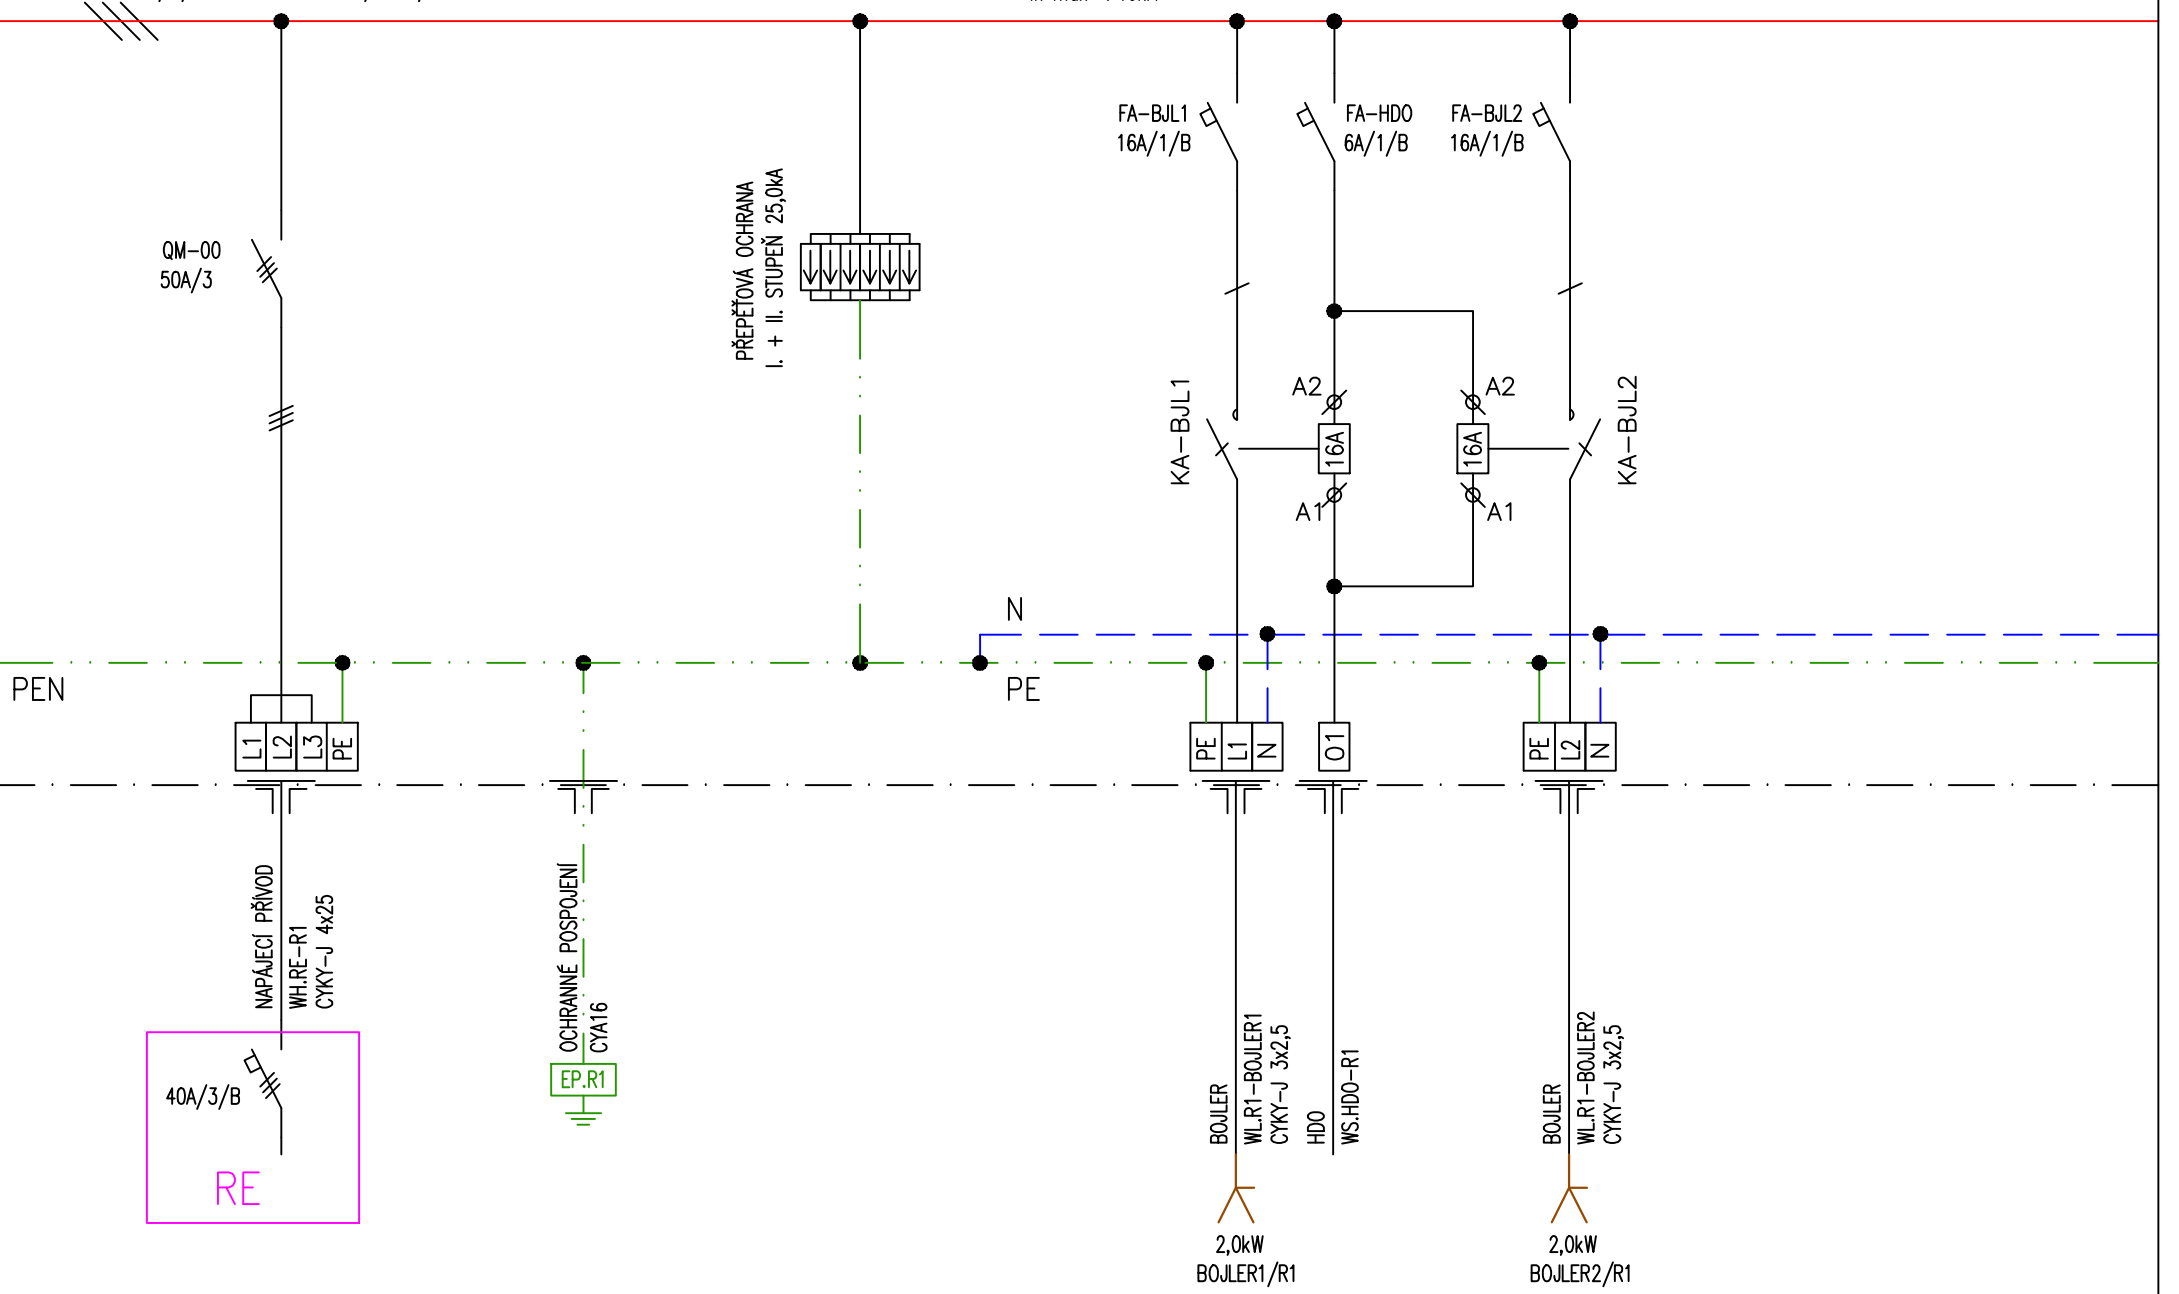 FA-BJL1
16A/1/B
FA-HDO
6A/1/B
FA-BJL2
16A/1/B
QM-00
50A/3
PŘEPĚŤOVÁ OCHRANA
I. + II. STUPEŇ 25,0kA
KA-BJL1
A2
16A
A1
A2
16A
A1
KA-BJL2
N
PEN
PE
L1
L2
L3
PE
PE
L1
N
O1
PE
L2
N
NAPÁJECÍ PŘÍVOD
WH.RE-R1
CYKY-J 4x25
OCHRANNÉ POSPOJENÍ
CYA16
EP.R1
40A/3/B
RE
BOJLER
WL.R1-BOJLER1
CYKY-J 3x2,5
HDO
WS.HDO-R1
BOJLER
WL.R1-BOJLER2
CYKY-J 3x2,5
2,0kW
BOJLER1/R1
2,0kW
BOJLER2/R1